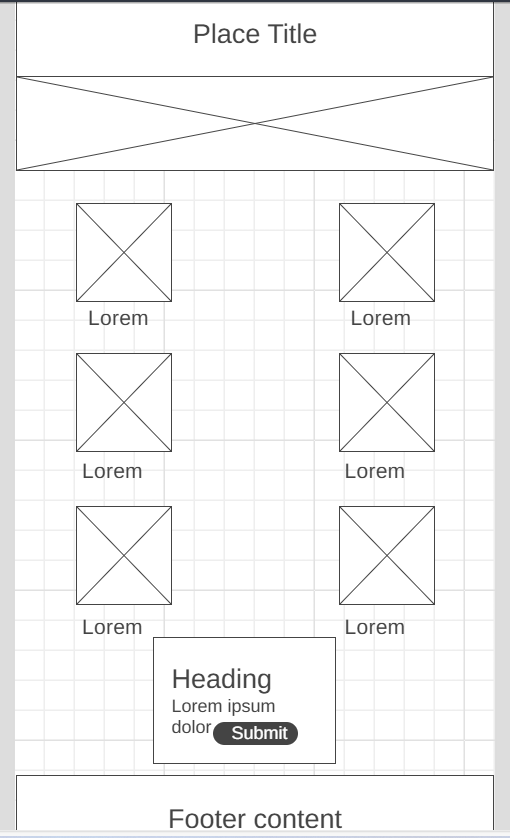 Place Title
Lorem
Lorem
Lorem
Lorem
Lorem
Lorem
Heading
Lorem ipsum
dolor
Submit
Footer content